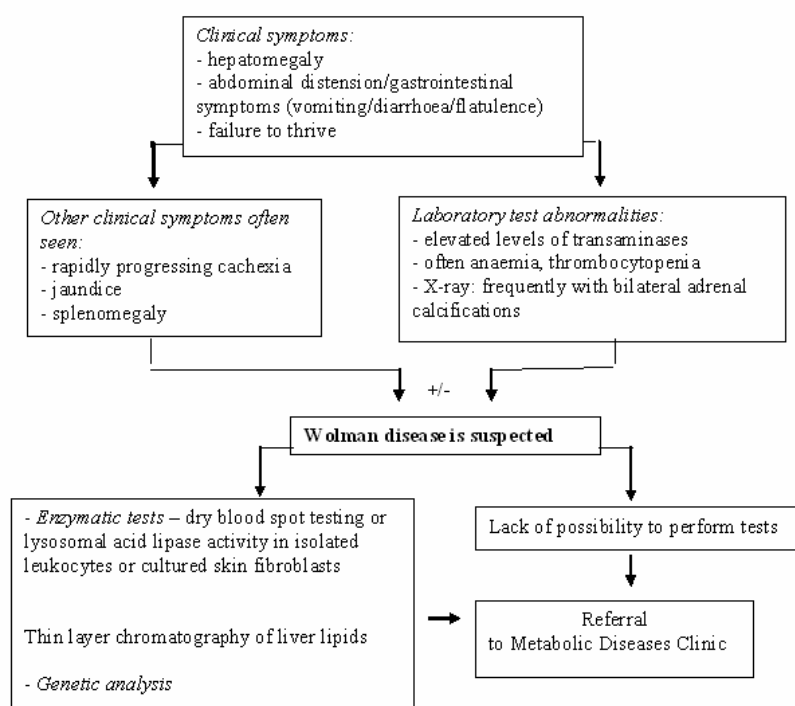 Clinical symptoms:
- hepatomegaly
- abdominal distension/gastrointestinal
symptoms (vomiting/diarrhoea/flatulence)
- failure to thrive
Other clinical symptoms often
seen:
- rapidly progressing cachexia
- jaundice
- splenomegaly
Laboratory test abnormalities:
- elevated levels of transaminases
- often anaemia, thrombocytopenia
- X-ray: frequently with bilateral adrenal
calcifications
+/-
Wolman disease is suspected
- Enzymatic tests – dry blood spot testing or
lysosomal acid lipase activity in isolated
leukocytes or cultured skin fibroblasts
Thin layer chromatography of liver lipids
- Genetic analysis
Lack of possibility to perform tests
Referral
to Metabolic Diseases Clinic